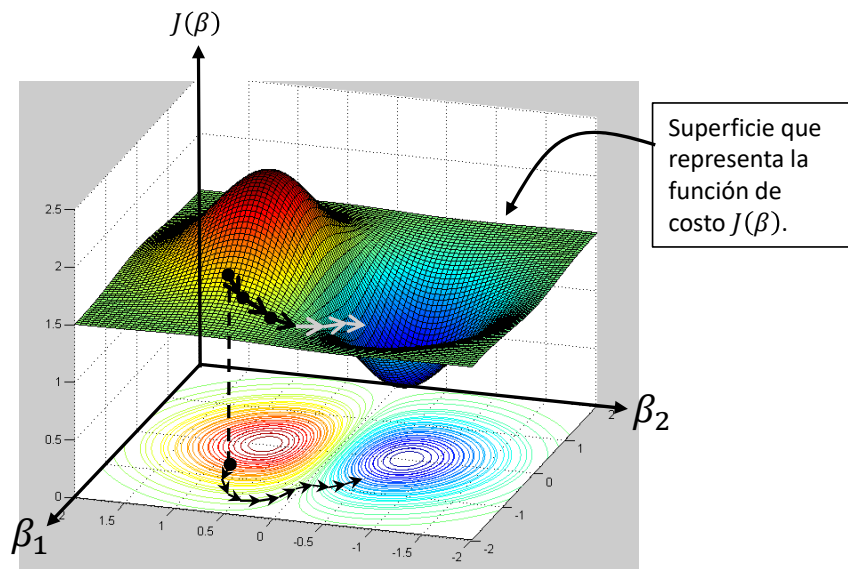 J(β)
Superficie que
representa la
función de
costo J(β).
2.5
2
1.5
1
0.5
0
β₂
β₁
2
1.5
1
0.5
0
-0.5
-1
-1.5
-2
2
1
0
-1
-2